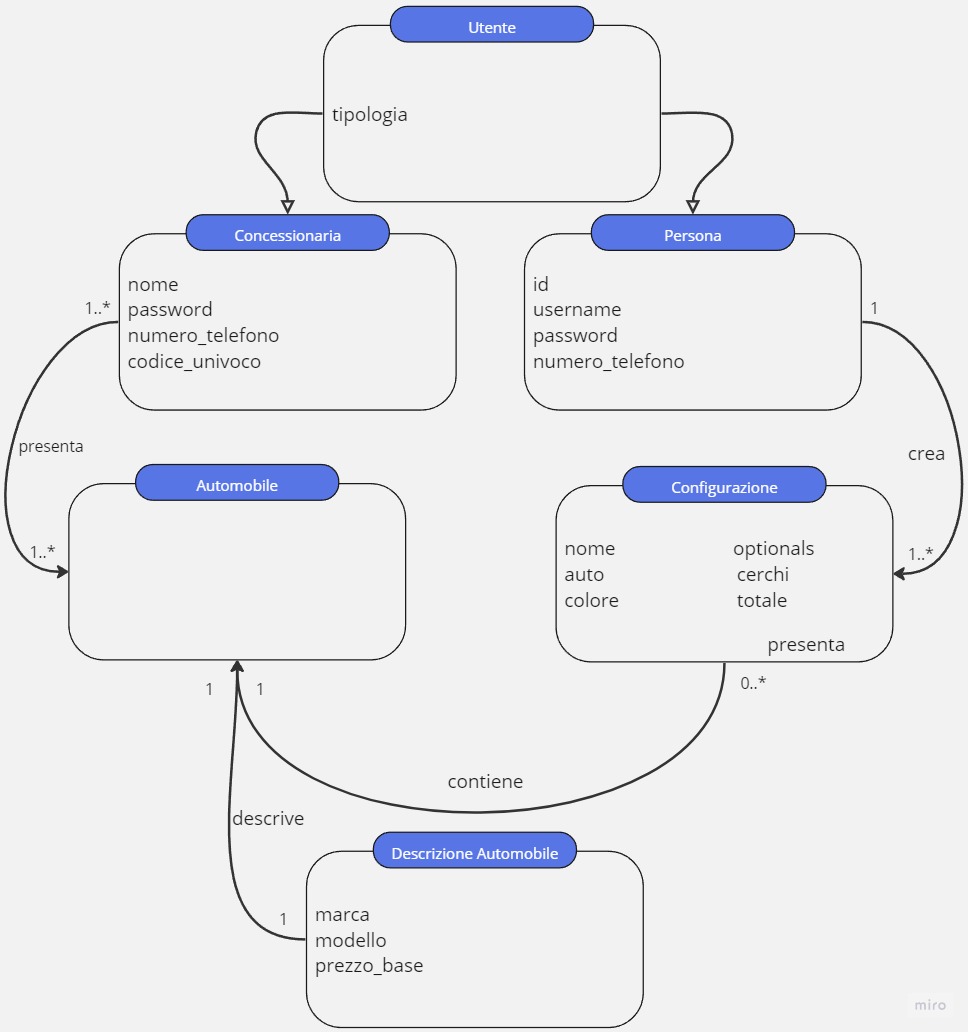 Utente
tipologia
Concessionaria
nome
password
numero_telefono
codice_univoco
Persona
id
username
password
numero_telefono
1..*
1
presenta
crea
1..*
1..*
Automobile
Configurazione
nome
auto
colore
optionals
cerchi
totale
presenta
1
1
0..*
contiene
descrive
Descrizione Automobile
1
marca
modello
prezzo_base
miro